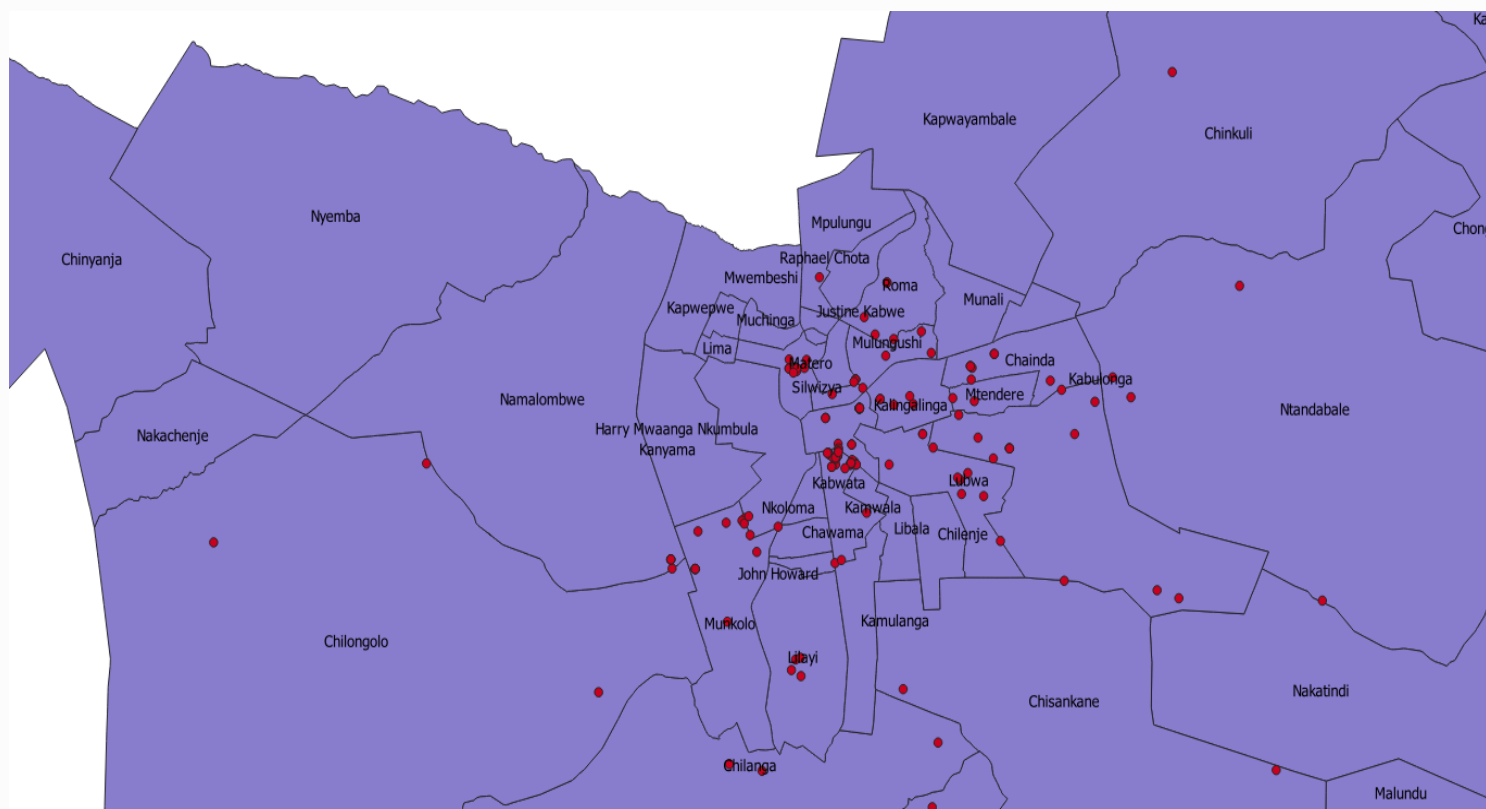 Ka
Kapwayambale
Chinkuli
Nyemba
Mpulungu
Chong
Chinyanja
Raphael Chota
Mwembeshi
Roma
Munali
Kapwepwe
Justine Kabwe
Muchinga
Mulungushi
Lima
Matero
Chainda
Kabulonga
Silwizya
Mtendere
Namalombwe
Kalingalinga
Ntandabale
Harry Mwaanga Nkumbula
Nakachenje
Kanyama
Kabwata
Lubwa
Nkoloma
Kamwala
Chawama
Libala
Chilenje
John Howard
Munkolo
Kamulanga
Chilongolo
Lilayi
Nakatindi
Chisankane
Chilanga
Malundu